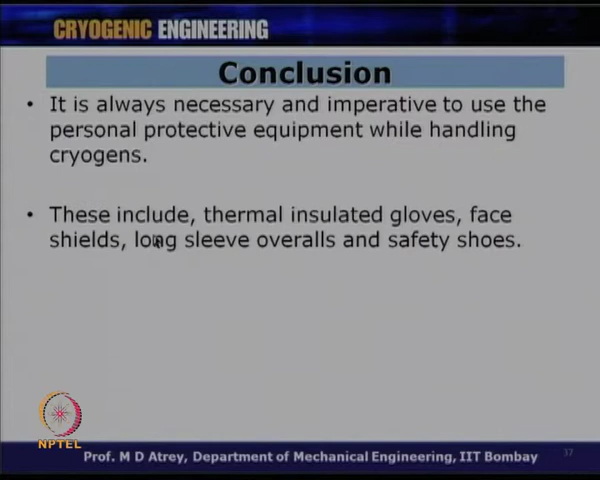 CRYOGENIC ENGINEERING
Conclusion
• It is always necessary and imperative to use the
personal protective equipment while handling
cryogens.
• These include, thermal insulated gloves, face
shields, long sleeve overalls and safety shoes.
NPTEL
Prof. M D Atrey, Department of Mechanical Engineering, IIT Bombay
37